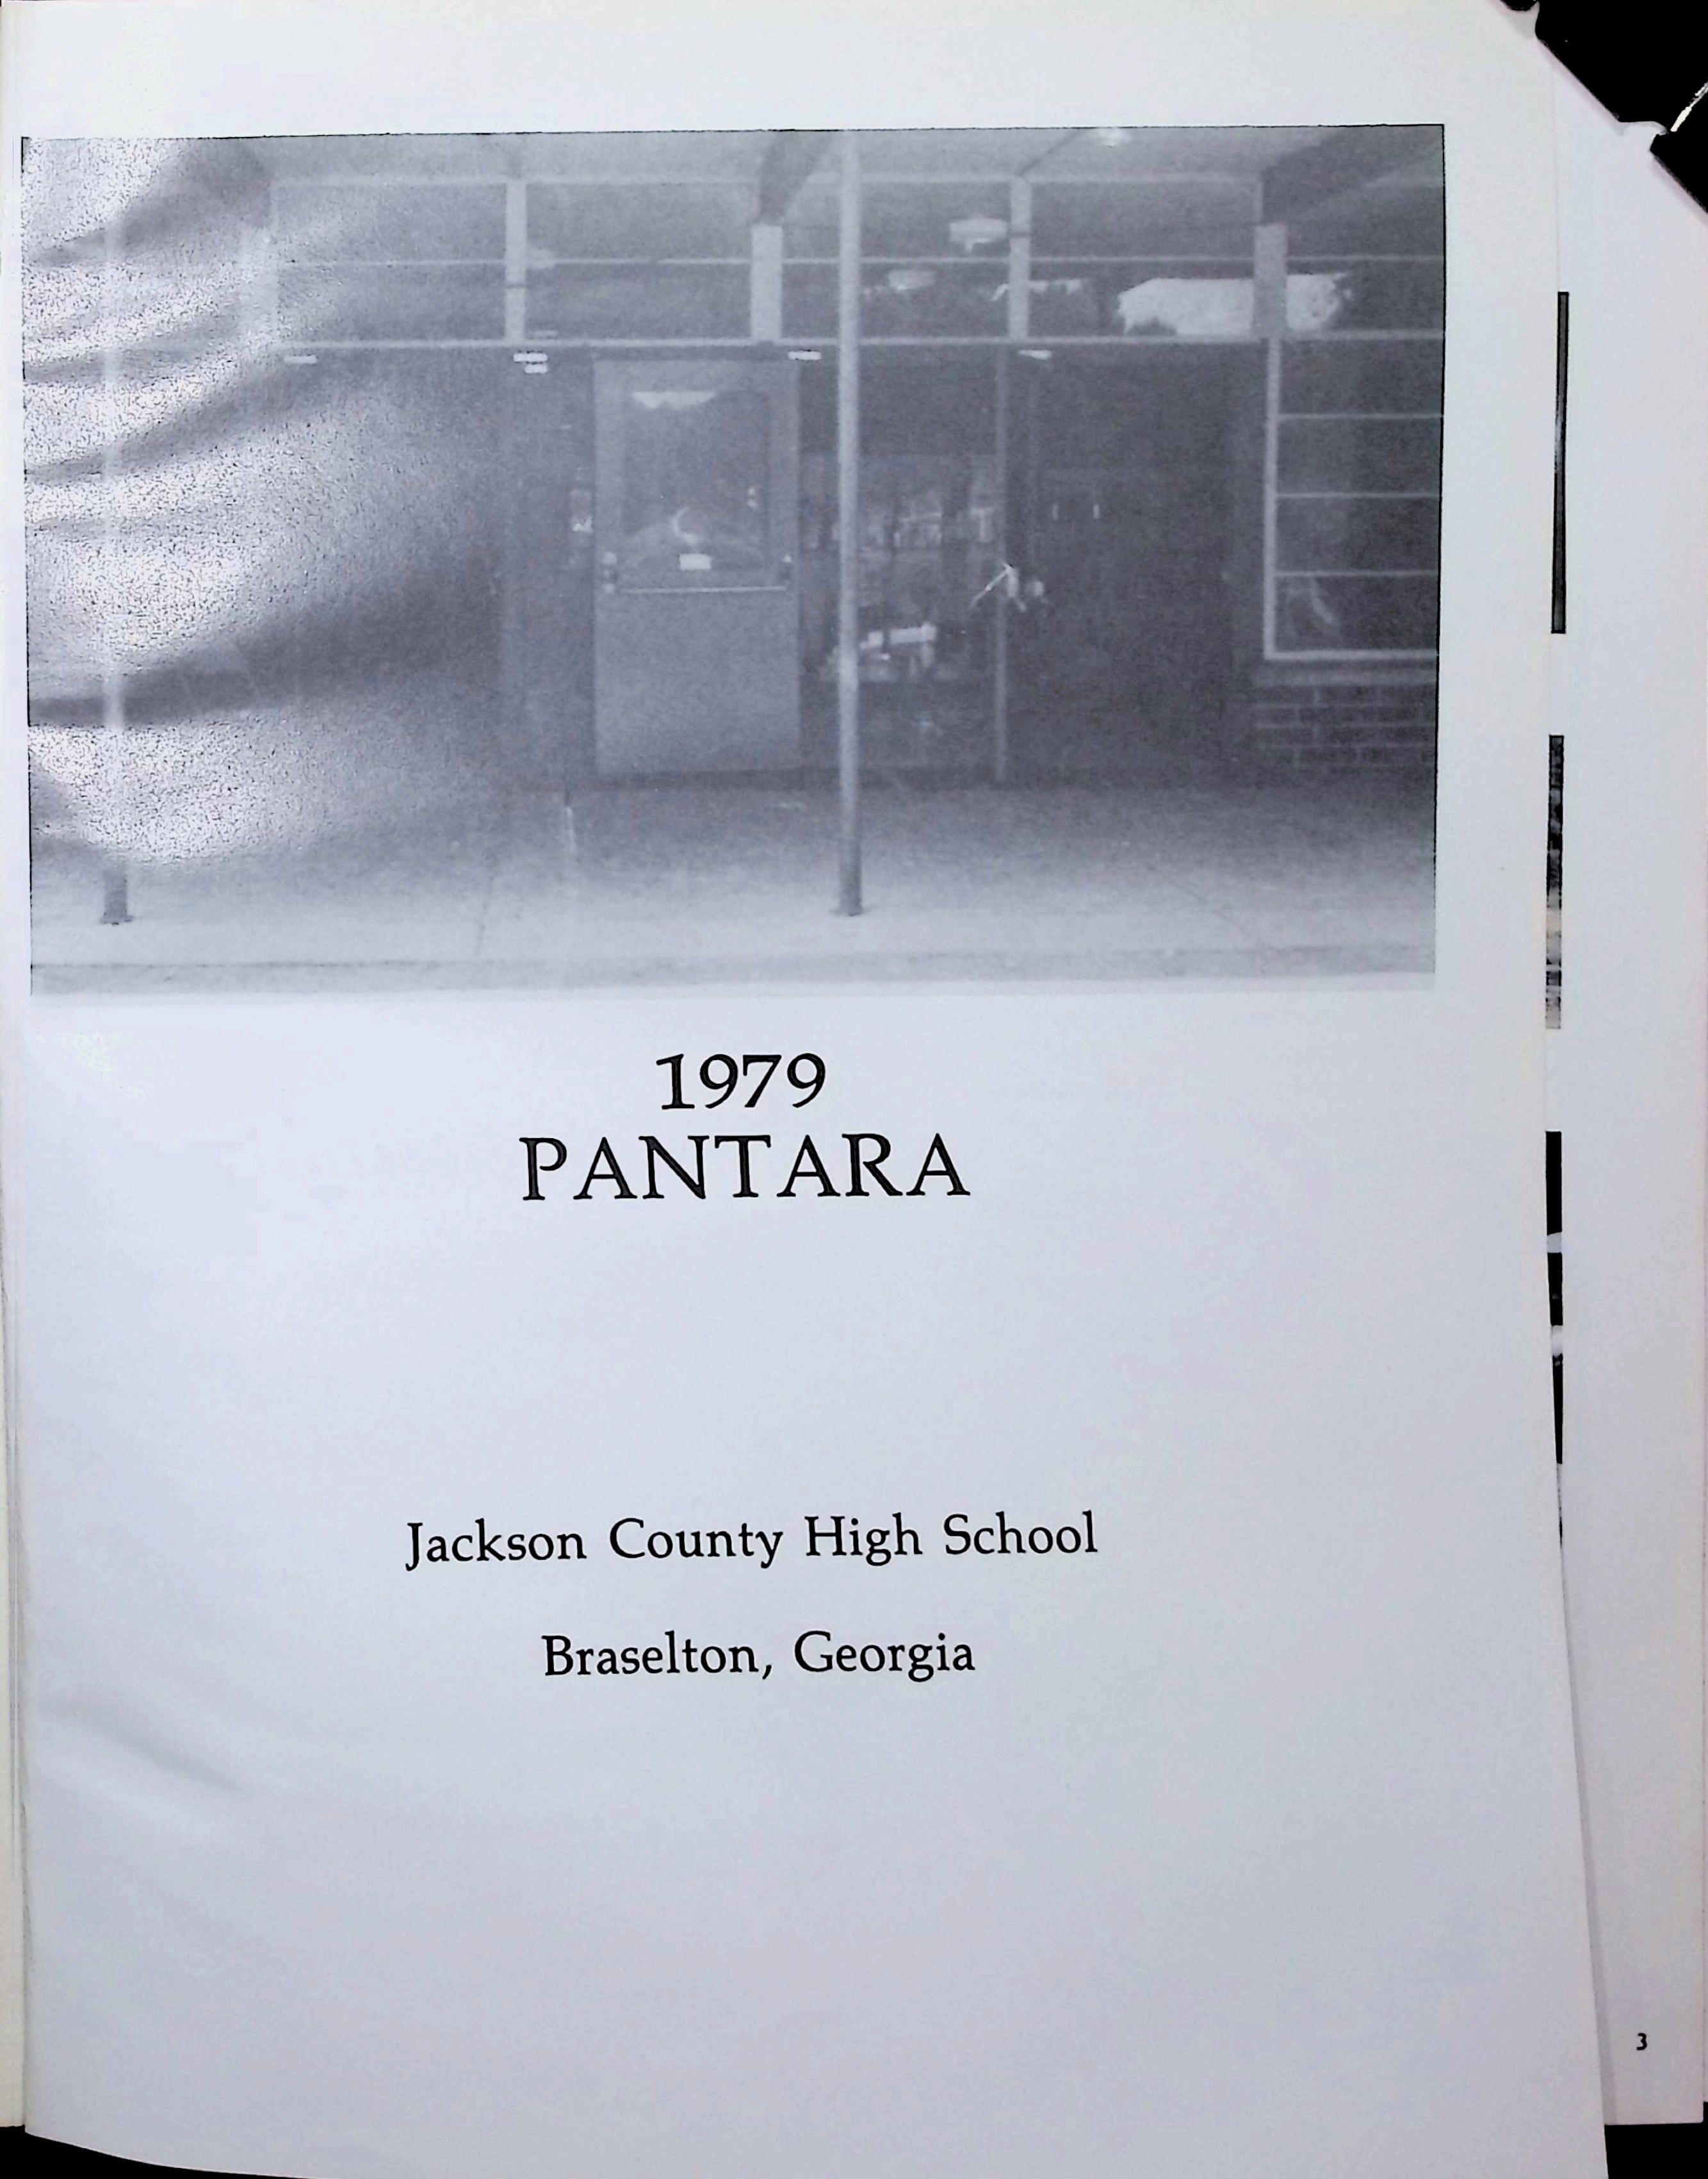 1979
PANTARA
Jackson County High School
Braselton, Georgia
3